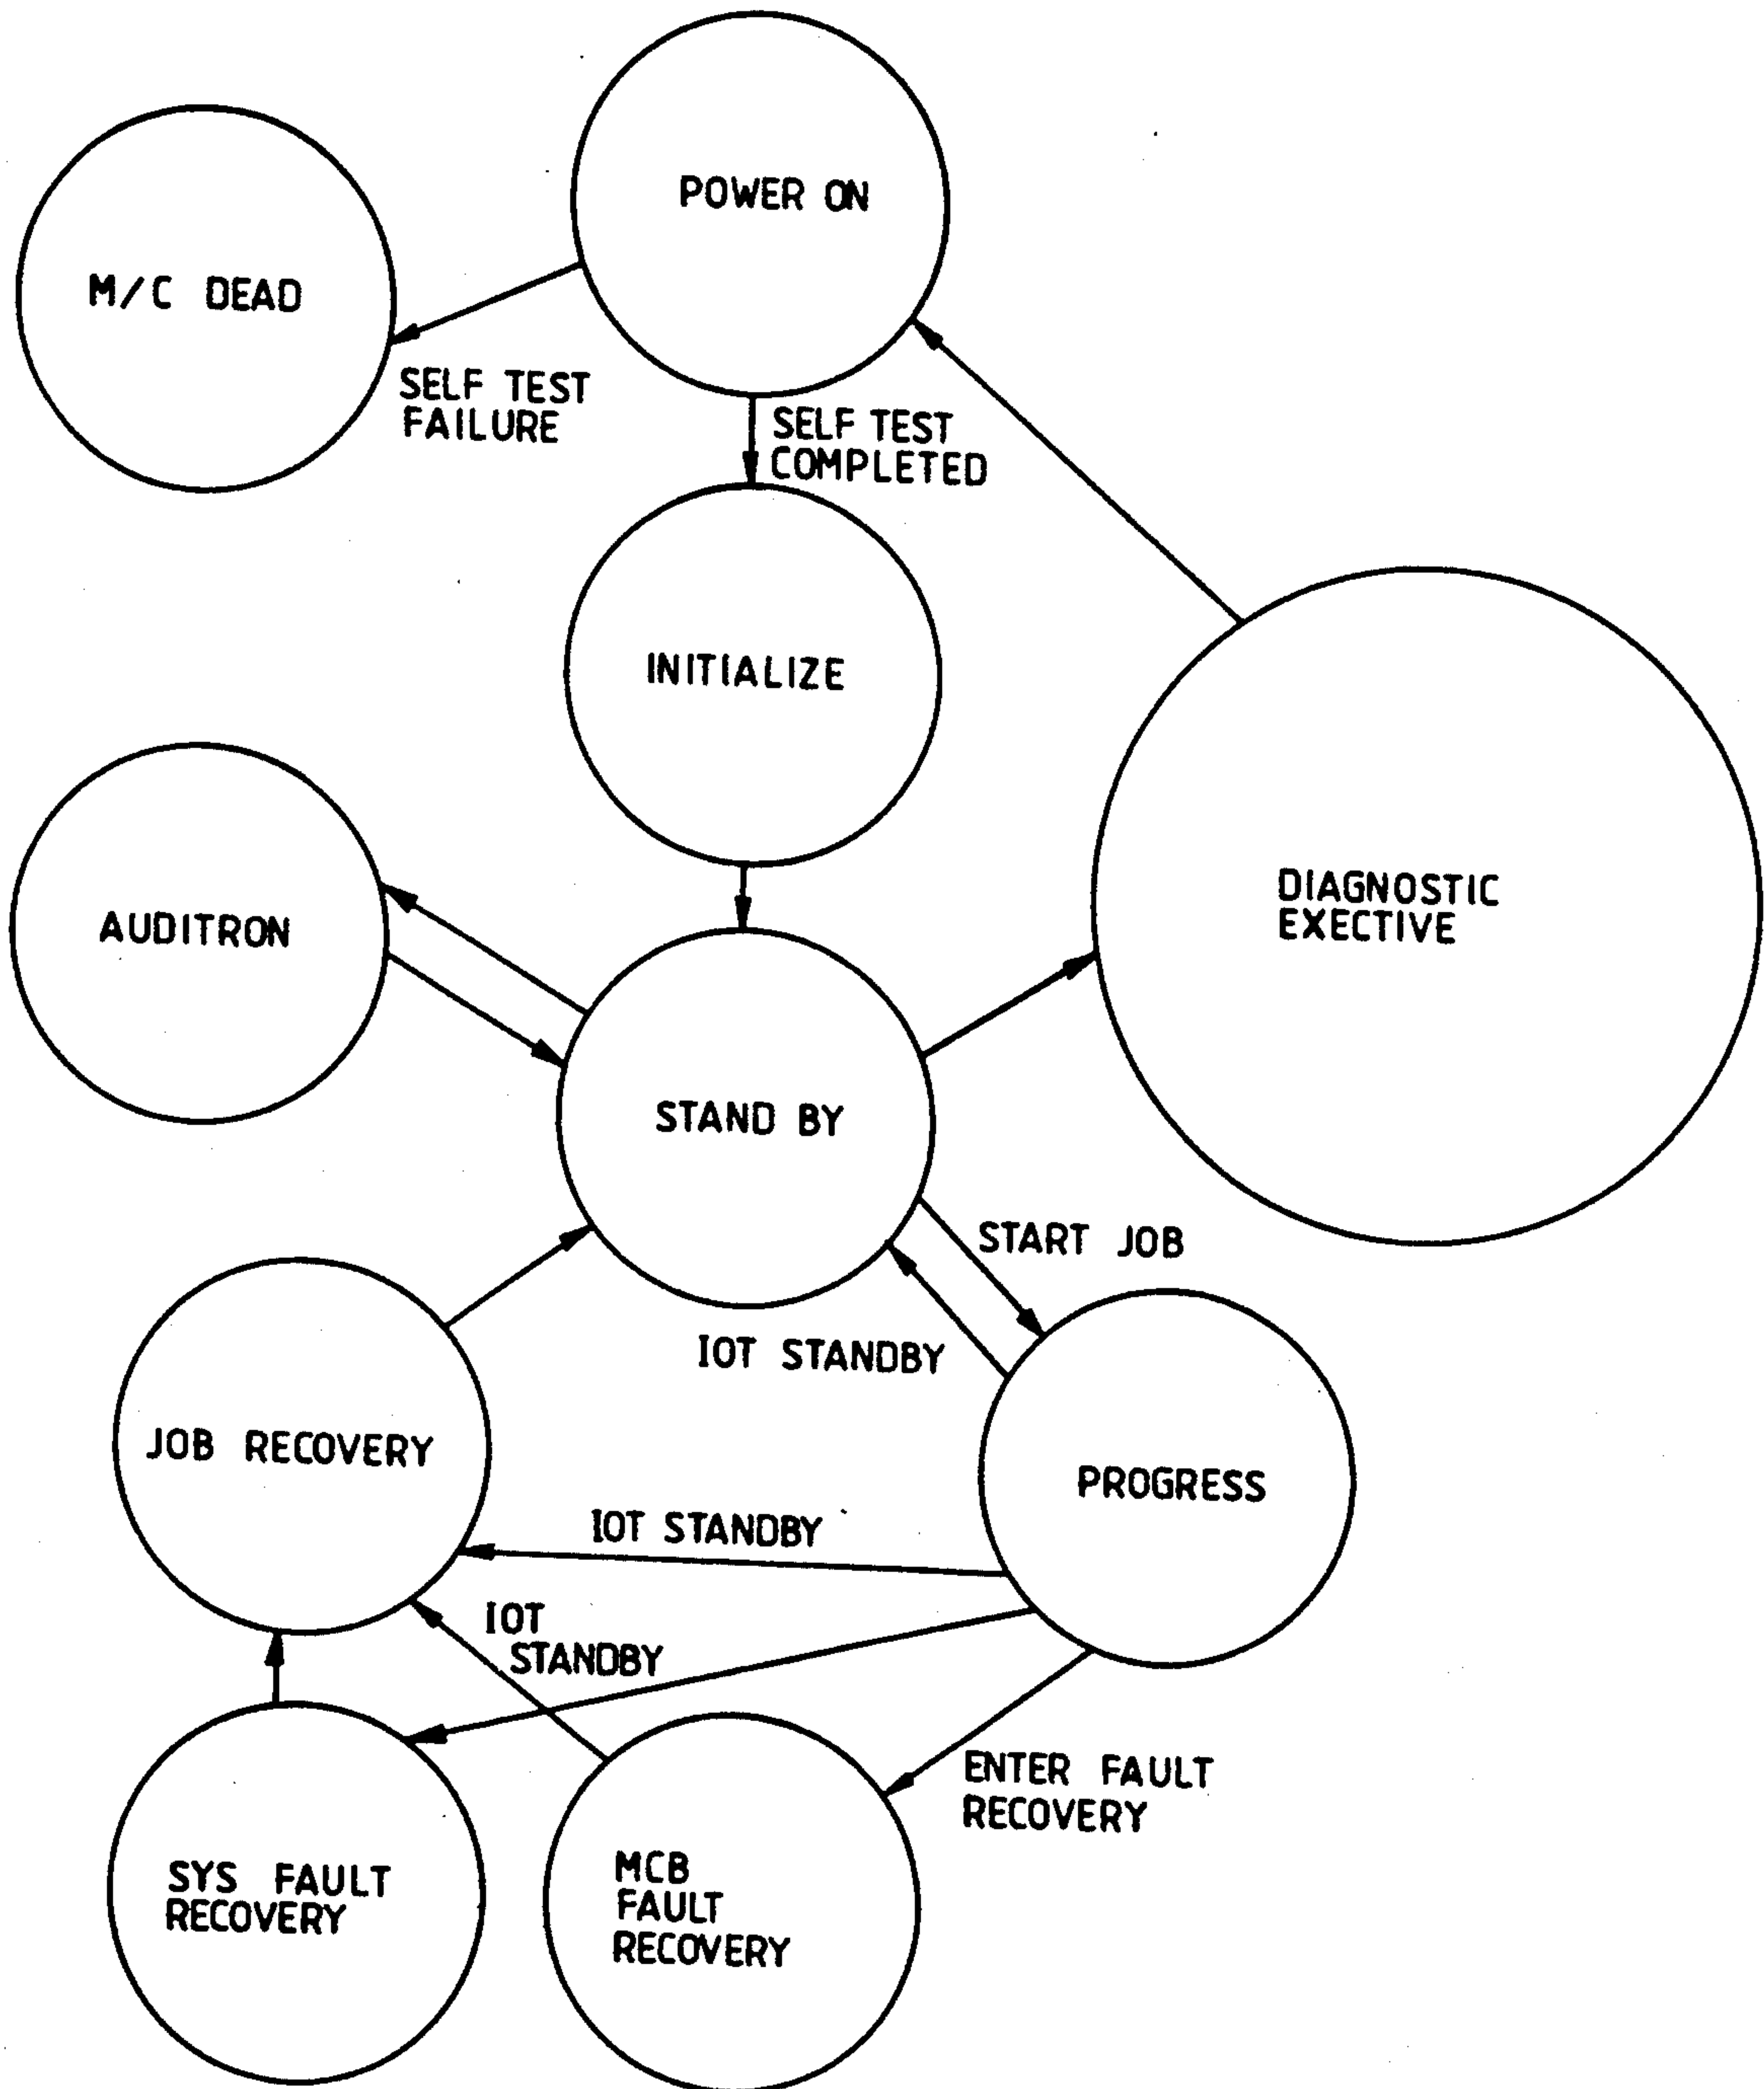 POWER ON
M/C DEAD
SELF TEST
FAILURE
SELF TEST
COMPLETED
INITIALIZE
DIAGNOSTIC
EXECTIVE
AUDITRON
STAND BY
START JOB
IOT STANDBY
JOB RECOVERY
PROGRESS
IOT STANDBY
IOT
STANDBY
ENTER FAULT
RECOVERY
SYS FAULT
RECOVERY
MCB
FAULT
RECOVERY